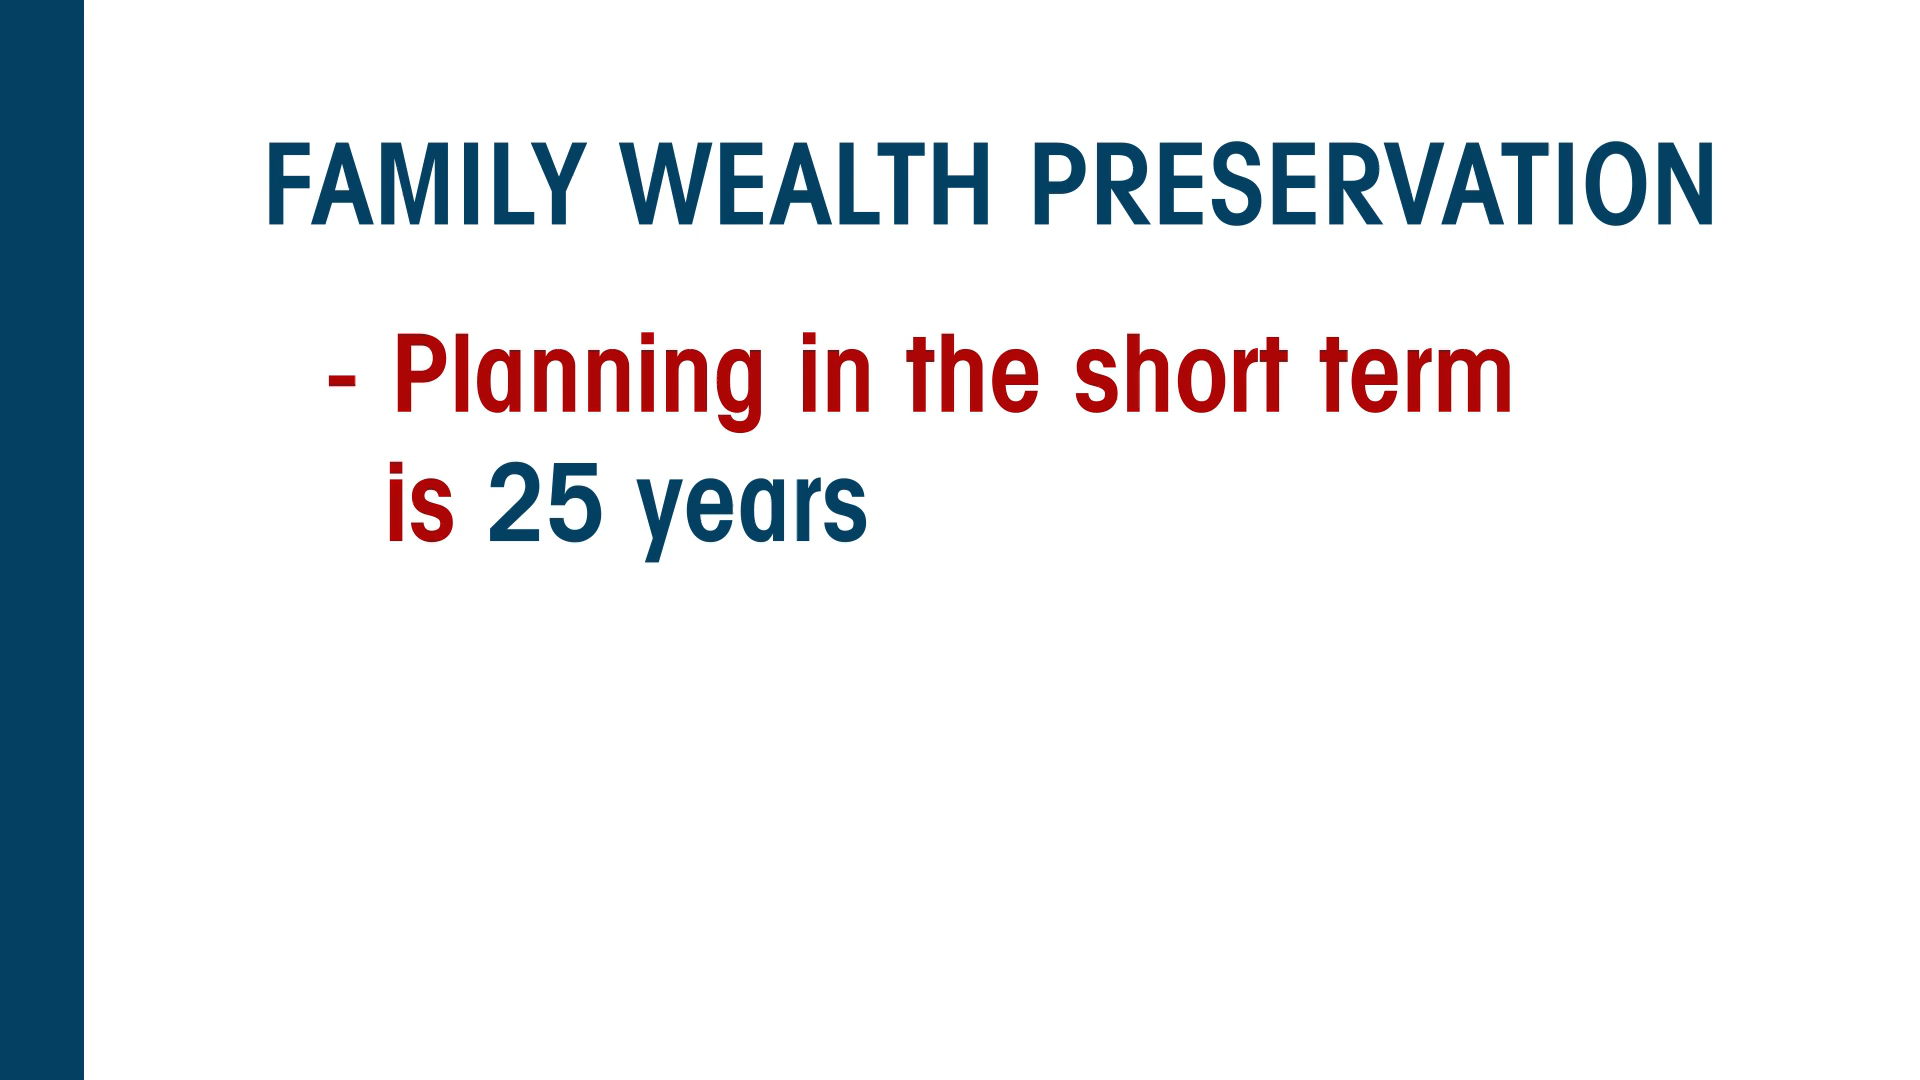 FAMILY WEALTH PRESERVATION
- Planning in the short term
is 25 years